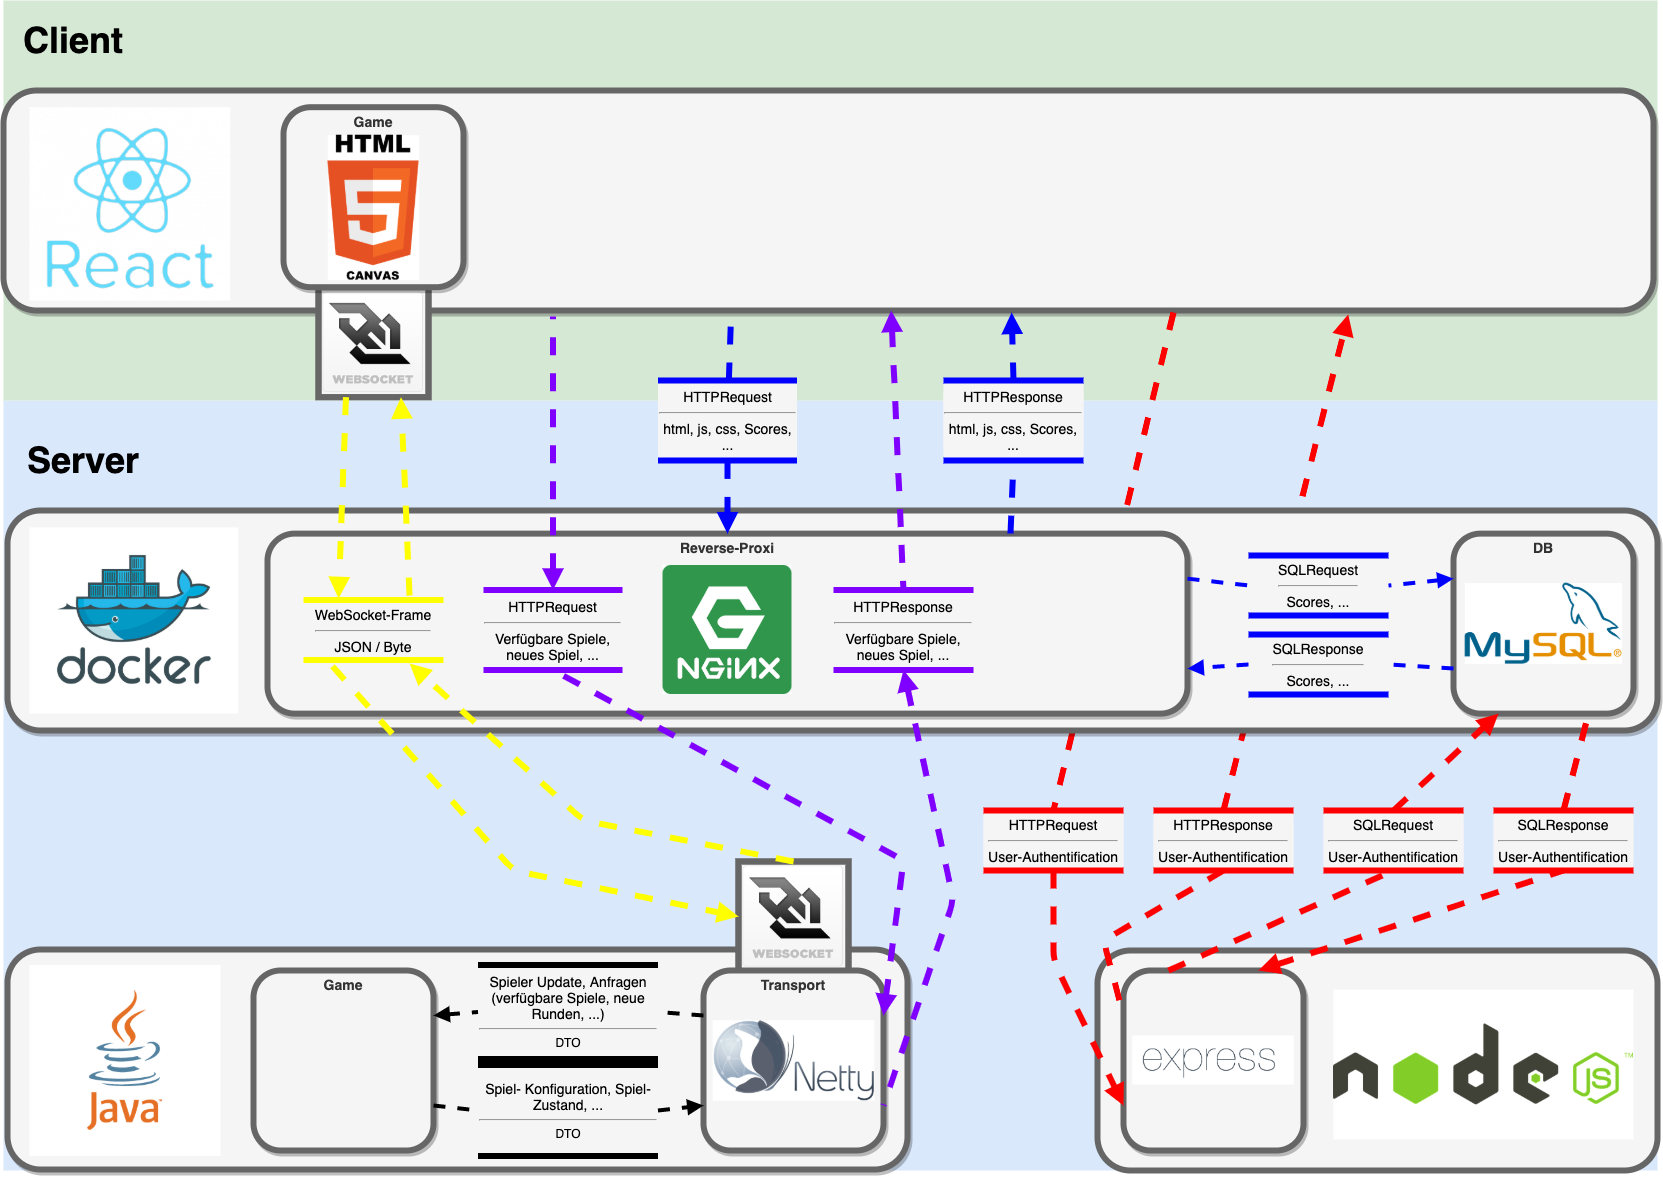 Client
React
Game
HTML
5
CANVAS
WEBSOCKET
HTTPRequest
html, js, css, Scores,
...
HTTPResponse
html, js, css, Scores,
...
Server
docker
Reverse-Proxi
WebSocket-Frame
JSON / Byte
HTTPRequest
Verfügbare Spiele,
neues Spiel, ...
NGiNX
HTTPResponse
Verfügbare Spiele,
neues Spiel, ...
SQLRequest
Scores, ...
SQLResponse
Scores, ...
DB
MySQL®
HTTPRequest
User-Authentification
HTTPResponse
User-Authentification
SQLRequest
User-Authentification
SQLResponse
User-Authentification
WEBSOCKET
Java
Game
Spieler Update, Anfragen
(verfügbare Spiele, neue
Runden, ...)
DTO
Spiel- Konfiguration, Spiel-
Zustand, ...
DTO
Transport
Netty
express
node
JS™